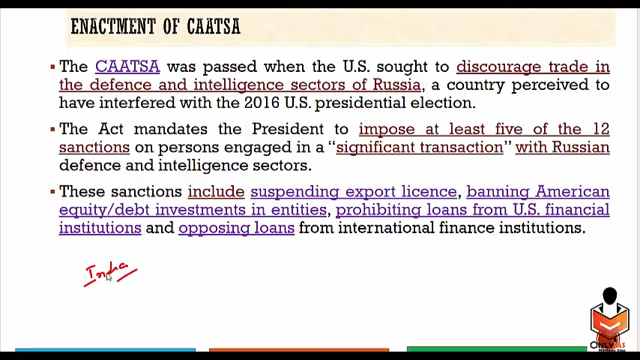 ENACTMENT OF CAATSA
▪ The CAATSA was passed when the U.S. sought to discourage trade in
the defence and intelligence sectors of Russia, a country perceived to
have interfered with the 2016 U.S. presidential election.
▪ The Act mandates the President to impose at least five of the 12
sanctions on persons engaged in a “significant transaction” with Russian
defence and intelligence sectors.
▪ These sanctions include suspending export licence, banning American
equity/debt investments in entities, prohibiting loans from U.S. financial
institutions and opposing loans from international finance institutions.
India
ONLY IAS